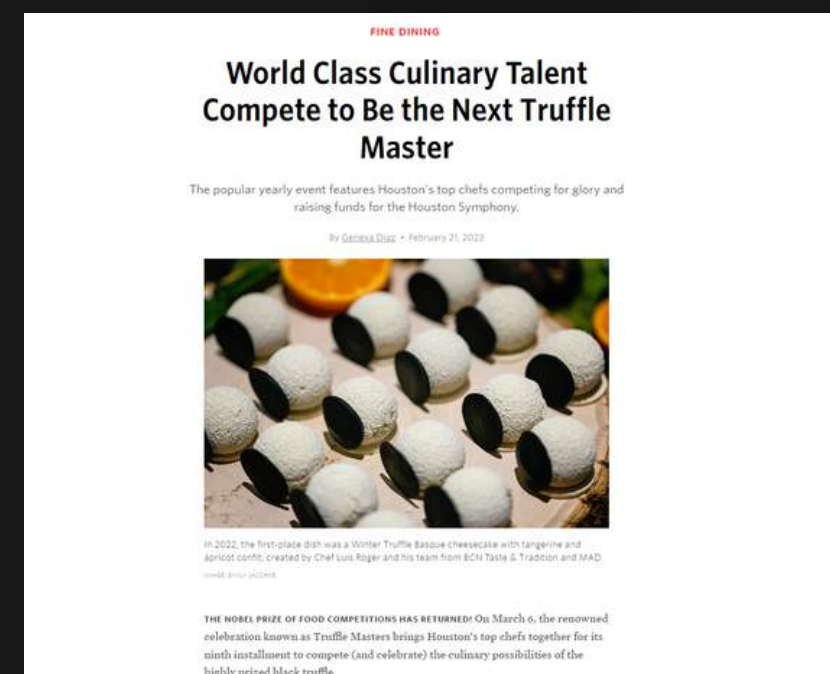 FINE DINING
World Class Culinary Talent
Compete to Be the Next Truffle
Master
The popular yearly event features Houston's top chefs competing for glory and
raising funds for the Houston Symphony.
By Geneva Diaz • February 21, 2023
In 2022, the first-place dish was a Winter Truffle Basque cheesecake with tangerine and
apricot confit, created by Chef Luis Roger and his team from BCN Taste & Tradition and MAD.
THE NOBEL PRIZE OF FOOD COMPETITIONS HAS RETURNED! On March 6, the renowned
celebration known as Truffle Masters brings Houston's top chefs together for its
ninth installment to compete (and celebrate) the culinary possibilities of the
highly prized black truffle.